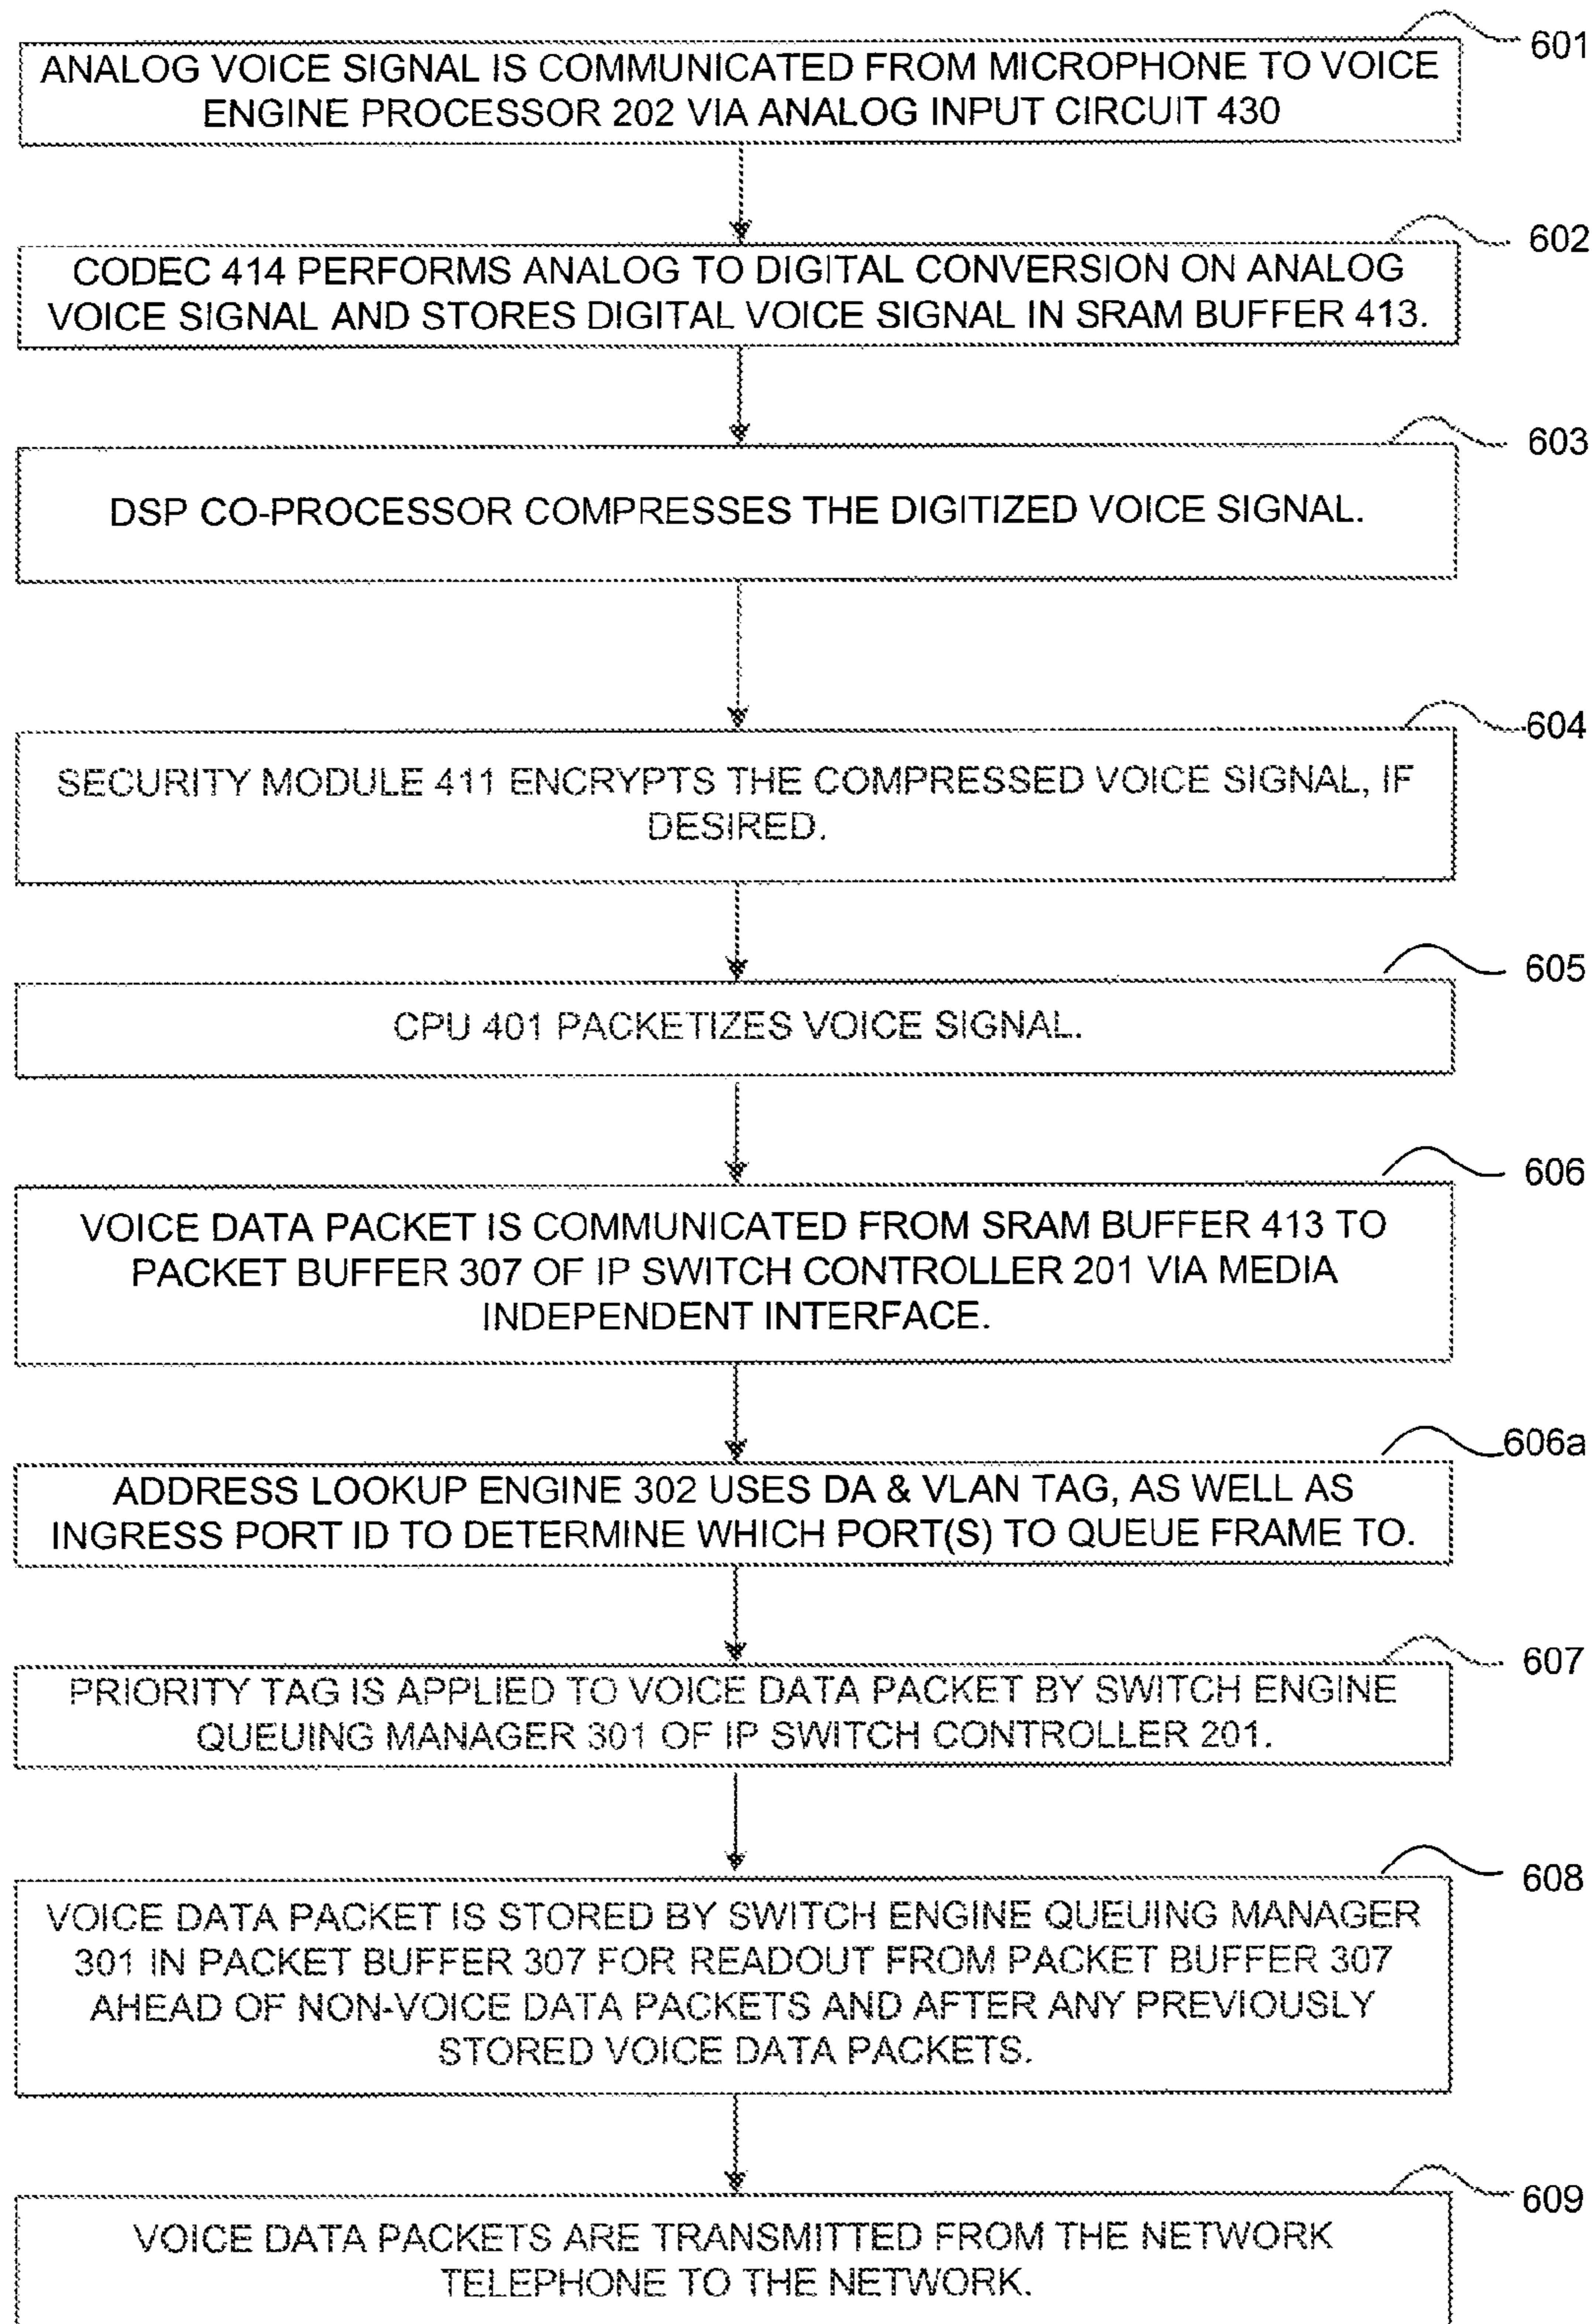 601
ANALOG VOICE SIGNAL IS COMMUNICATED FROM MICROPHONE TO VOICE
ENGINE PROCESSOR 202 VIA ANALOG INPUT CIRCUIT 430
602
CODEC 414 PERFORMS ANALOG TO DIGITAL CONVERSION ON ANALOG
VOICE SIGNAL AND STORES DIGITAL VOICE SIGNAL IN SRAM BUFFER 413.
603
DSP CO-PROCESSOR COMPRESSES THE DIGITIZED VOICE SIGNAL.
604
SECURITY MODULE 411 ENCRYPTS THE COMPRESSED VOICE SIGNAL, IF
DESIRED.
605
CPU 401 PACKETIZES VOICE SIGNAL.
606
VOICE DATA PACKET IS COMMUNICATED FROM SRAM BUFFER 413 TO
PACKET BUFFER 307 OF IP SWITCH CONTROLLER 201 VIA MEDIA
INDEPENDENT INTERFACE.
606a
ADDRESS LOOKUP ENGINE 302 USES DA & VLAN TAG, AS WELL AS
INGRESS PORT ID TO DETERMINE WHICH PORT(S) TO QUEUE FRAME TO.
607
PRIORITY TAG IS APPLIED TO VOICE DATA PACKET BY SWITCH ENGINE
QUEUING MANAGER 301 OF IP SWITCH CONTROLLER 201.
608
VOICE DATA PACKET IS STORED BY SWITCH ENGINE QUEUING MANAGER
301 IN PACKET BUFFER 307 FOR READOUT FROM PACKET BUFFER 307
AHEAD OF NON-VOICE DATA PACKETS AND AFTER ANY PREVIOUSLY
STORED VOICE DATA PACKETS.
609
VOICE DATA PACKETS ARE TRANSMITTED FROM THE NETWORK
TELEPHONE TO THE NETWORK.